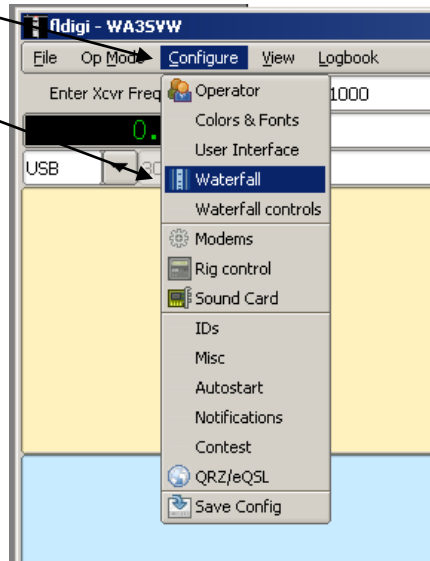 fldigi - WA3SVW
File Op Mode Configure View Logbook
Enter Xcvr Freq 1000
0.
USB
Operator
Colors & Fonts
User Interface
Waterfall
Waterfall controls
Modems
Rig control
Sound Card
IDs
Misc
Autostart
Notifications
Contest
QRZ/eQSL
Save Config